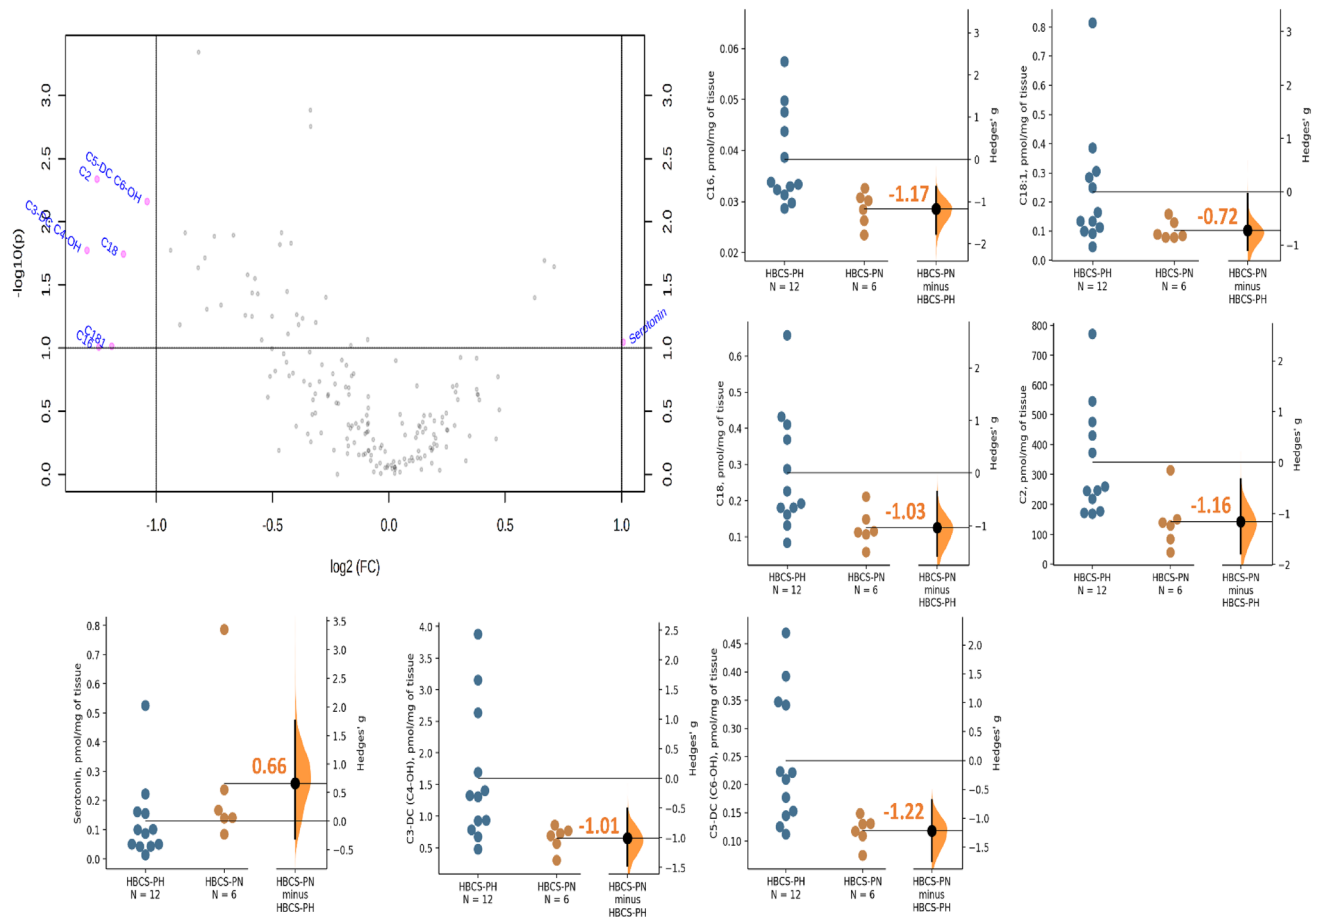 3.0
2.5
2.0
1.5
1.0
0.5
0.0
-log10(p)
C5-DC C6-OH
C2
C3-DC C4-OH
C18
C181
C16
Serotonin
3.0
2.5
2.0
1.5
1.0
0.5
0.0
-1.0 -0.5 0.0 0.5 1.0
log2 (FC)
C16, pmol/mg of tissue
0.06
0.05
0.04
0.03
0.02
-1.17
3
2
1
0
−1
−2
Hedges' g
HBCS-PH
N = 12
HBCS-PN
N = 6
HBCS-PN
minus
HBCS-PH
C18:1, pmol/mg of tissue
0.8
0.7
0.6
0.5
0.4
0.3
0.2
0.1
0.0
-0.72
3
2
1
0
−1
Hedges' g
HBCS-PH
N = 12
HBCS-PN
N = 6
HBCS-PN
minus
HBCS-PH
C18, pmol/mg of tissue
0.6
0.5
0.4
0.3
0.2
0.1
-1.03
2
1
0
−1
Hedges' g
HBCS-PH
N = 12
HBCS-PN
N = 6
HBCS-PN
minus
HBCS-PH
C2, pmol/mg of tissue
800
700
600
500
400
300
200
100
0
-1.16
2
1
0
−1
−2
Hedges' g
HBCS-PH
N = 12
HBCS-PN
N = 6
HBCS-PN
minus
HBCS-PH
Serotonin, pmol/mg of tissue
0.8
0.7
0.6
0.5
0.4
0.3
0.2
0.1
0.0
0.66
3.5
3.0
2.5
2.0
1.5
1.0
0.5
0.0
−0.5
Hedges' g
HBCS-PH
N = 12
HBCS-PN
N = 6
HBCS-PN
minus
HBCS-PH
C3-DC (C4-OH), pmol/mg of tissue
4.0
3.5
3.0
2.5
2.0
1.5
1.0
0.5
-1.01
2.5
2.0
1.5
1.0
0.5
0.0
−0.5
−1.0
−1.5
Hedges' g
HBCS-PH
N = 12
HBCS-PN
N = 6
HBCS-PN
minus
HBCS-PH
C5-DC (C6-OH), pmol/mg of tissue
0.45
0.40
0.35
0.30
0.25
0.20
0.15
0.10
-1.22
2.0
1.5
1.0
0.5
0.0
−0.5
−1.0
−1.5
Hedges' g
HBCS-PH
N = 12
HBCS-PN
N = 6
HBCS-PN
minus
HBCS-PH